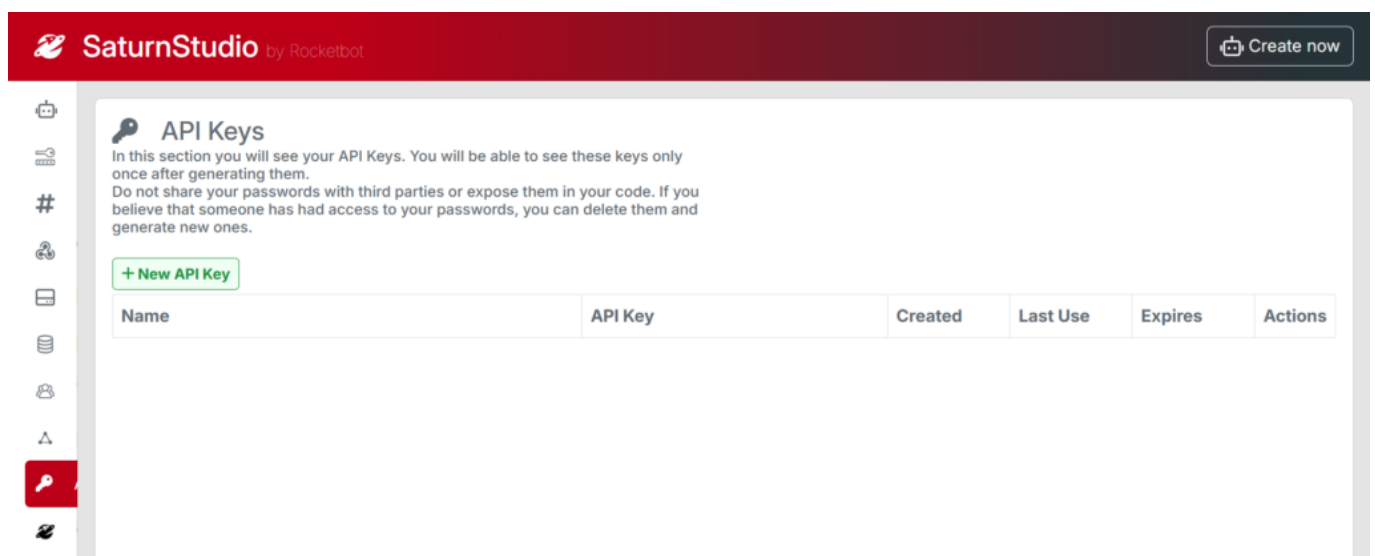 SaturnStudio by Rocketbot
Create now
API Keys
In this section you will see your API Keys. You will be able to see these keys only
once after generating them.
Do not share your passwords with third parties or expose them in your code. If you
believe that someone has had access to your passwords, you can delete them and
generate new ones.
+ New API Key
Name API Key Created Last Use Expires Actions